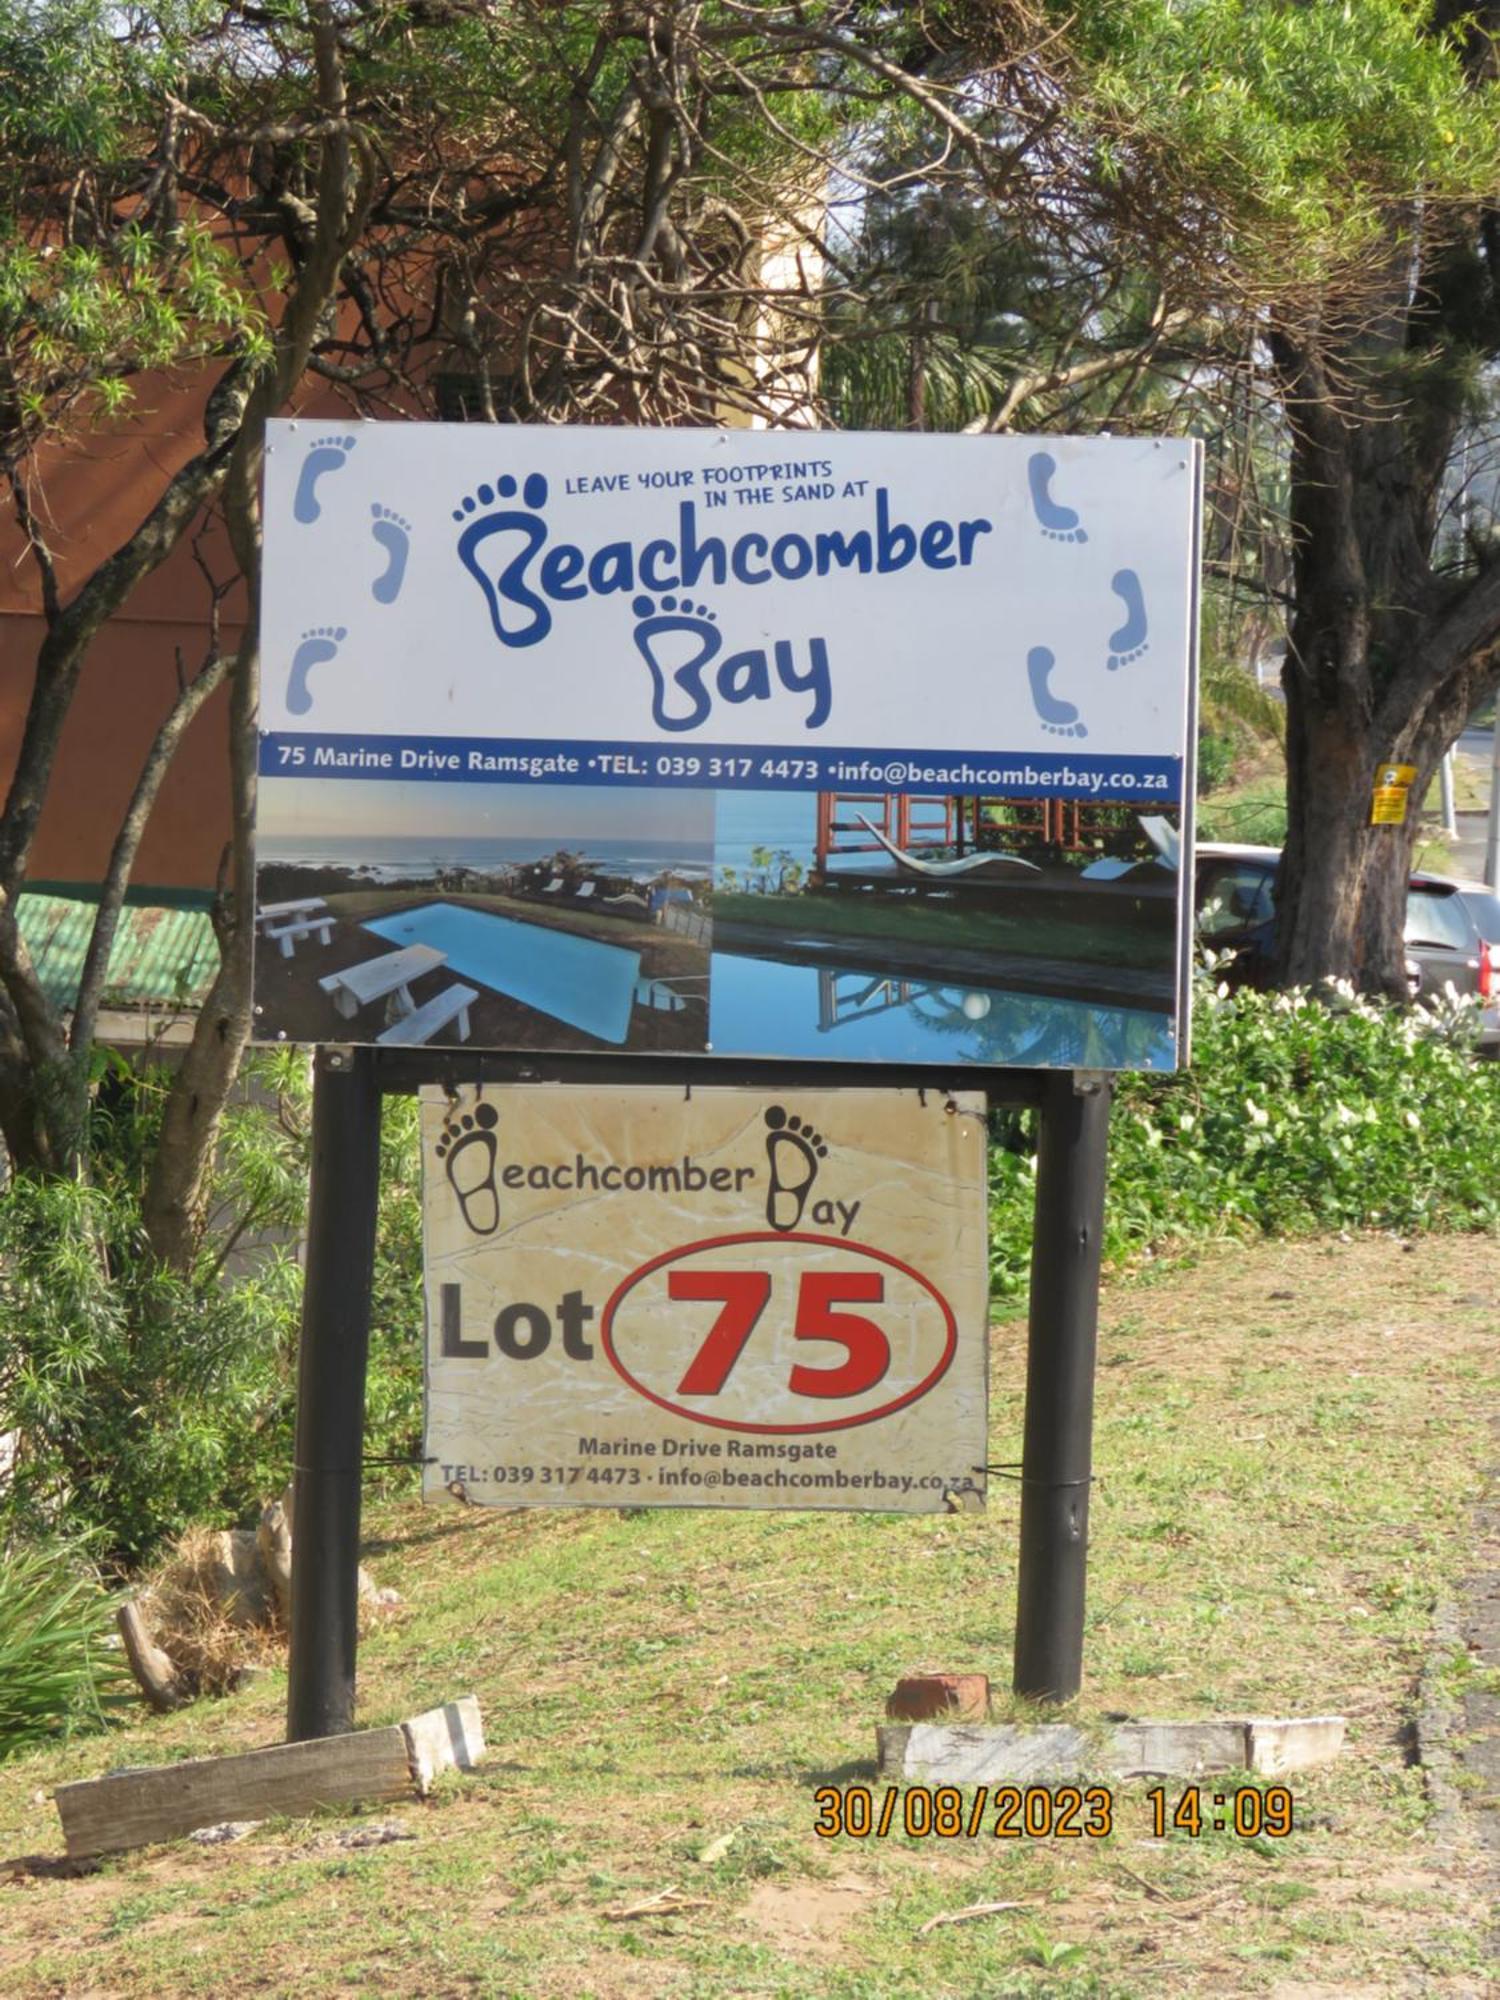 LEAVE YOUR FOOTPRINTS
IN THE SAND AT
Beachcomber
Bay
75 Marine Drive Ramsgate •TEL: 039 317 4473 •info@beachcomberbay.co.za
Beachcomber Bay
Lot 75
Marine Drive Ramsgate
TEL: 039 317 4473 · info@beachcomberbay.co.za
30/08/2023 14:09